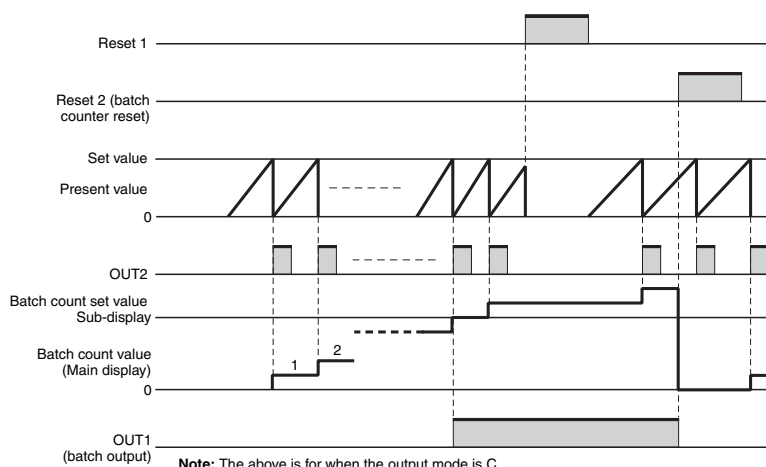 Reset 1
Reset 2 (batch
counter reset)
Set value
Present value
0
OUT2
Batch count set value
Sub-display
Batch count value
(Main display)
1
2
0
OUT1
(batch output)
Note: The above is for when the output mode is C.